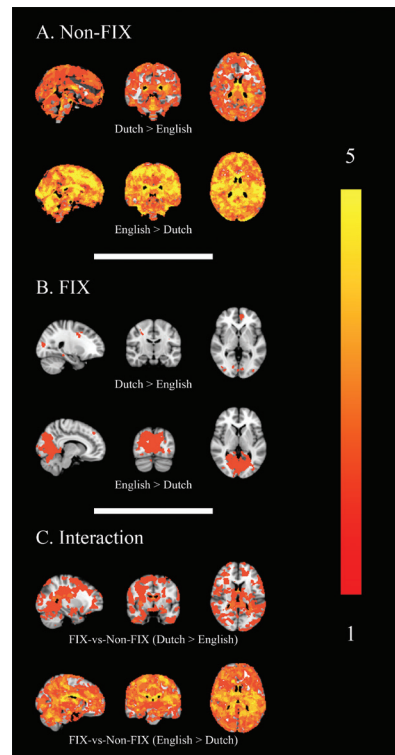 A. Non-FIX
Dutch > English
English > Dutch
5
B. FIX
Dutch > English
English > Dutch
C. Interaction
FIX-vs-Non-FIX (Dutch > English)
1
FIX-vs-Non-FIX (English > Dutch)